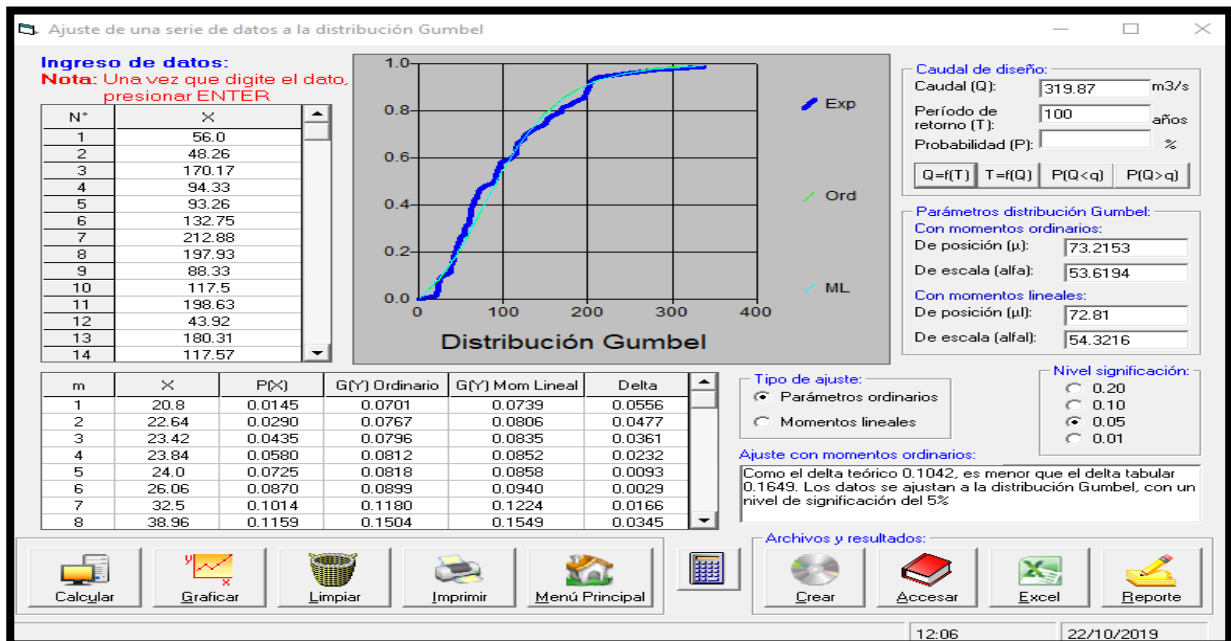 Ajuste de una serie de datos a la distribución Gumbel
Ingreso de datos:
Nota: Una vez que digite el dato,
presionar ENTER
N° X
1 56.0
2 48.26
3 170.17
4 94.33
5 93.26
6 132.75
7 212.88
8 197.93
9 88.33
10 117.5
11 198.63
12 43.92
13 180.31
14 117.57
1.0
0.8
0.6
0.4
0.2
0.0
0 100 200 300 400
Distribución Gumbel
Exp
Ord
ML
Caudal de diseño:
Caudal (Q): 319.87 m3/s
Período de
retorno (T): 100 años
Probabilidad (P): %
Q=f(T) T=f(Q) P(Q<q) P(Q>q)
Parámetros distribución Gumbel:
Con momentos ordinarios:
De posición (µ): 73.2153
De escala (alfa): 53.6194
Con momentos lineales:
De posición (µl): 72.81
De escala (alfal): 54.3216
m X P(X) G(Y) Ordinario G(Y) Mom Lineal Delta
1 20.8 0.0145 0.0701 0.0739 0.0556
2 22.64 0.0290 0.0767 0.0806 0.0477
3 23.42 0.0435 0.0796 0.0835 0.0361
4 23.84 0.0580 0.0812 0.0852 0.0232
5 24.0 0.0725 0.0818 0.0858 0.0093
6 26.06 0.0870 0.0899 0.0940 0.0029
7 32.5 0.1014 0.1180 0.1224 0.0166
8 38.96 0.1159 0.1504 0.1549 0.0345
Tipo de ajuste:
Parámetros ordinarios
Momentos lineales
Nivel significación:
0.20
0.10
0.05
0.01
Ajuste con momentos ordinarios:
Como el delta teórico 0.1042, es menor que el delta tabular
0.1649. Los datos se ajustan a la distribución Gumbel, con un
nivel de significación del 5%
Calcular
y
x
Graficar
Limpiar
Imprimir
Menú Principal
Archivos y resultados:
Crear
Accesar
Excel
Reporte
12:06 22/10/2019